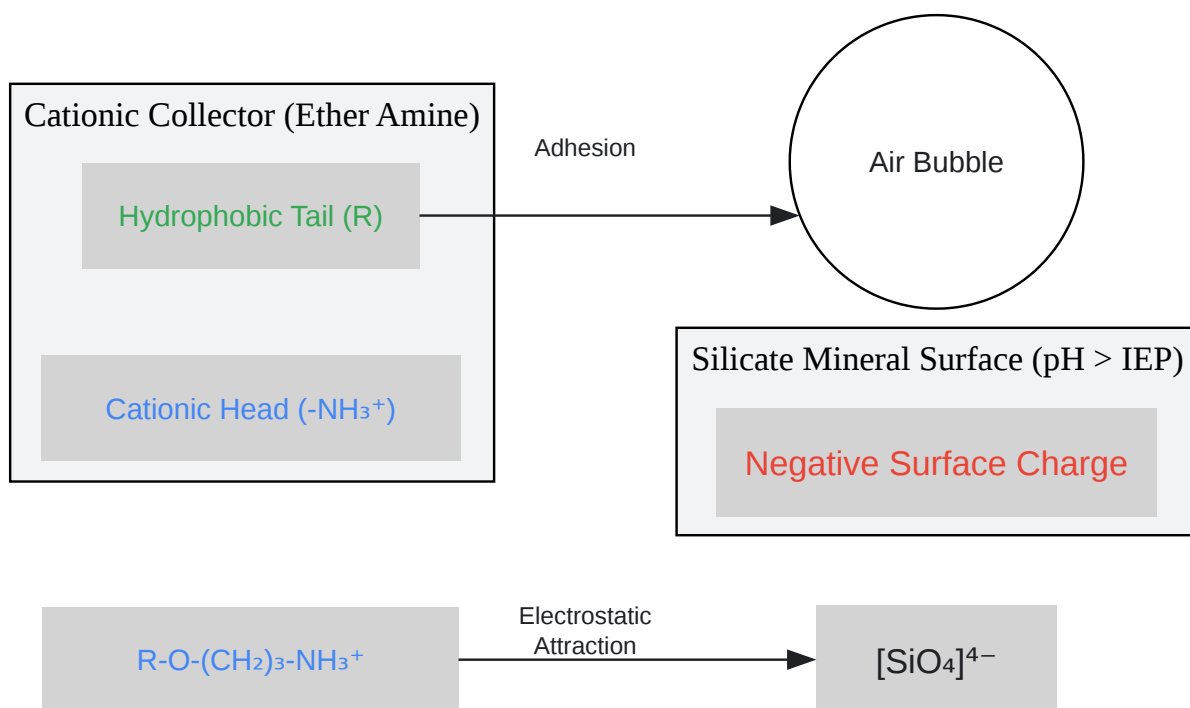 Cationic Collector (Ether Amine)
Hydrophobic Tail (R)
Cationic Head (-NH₃⁺)
Adhesion
Air Bubble
Silicate Mineral Surface (pH > IEP)
Negative Surface Charge
R-O-(CH₂)₃-NH₃⁺
Electrostatic
Attraction
[SiO₄]⁴⁻